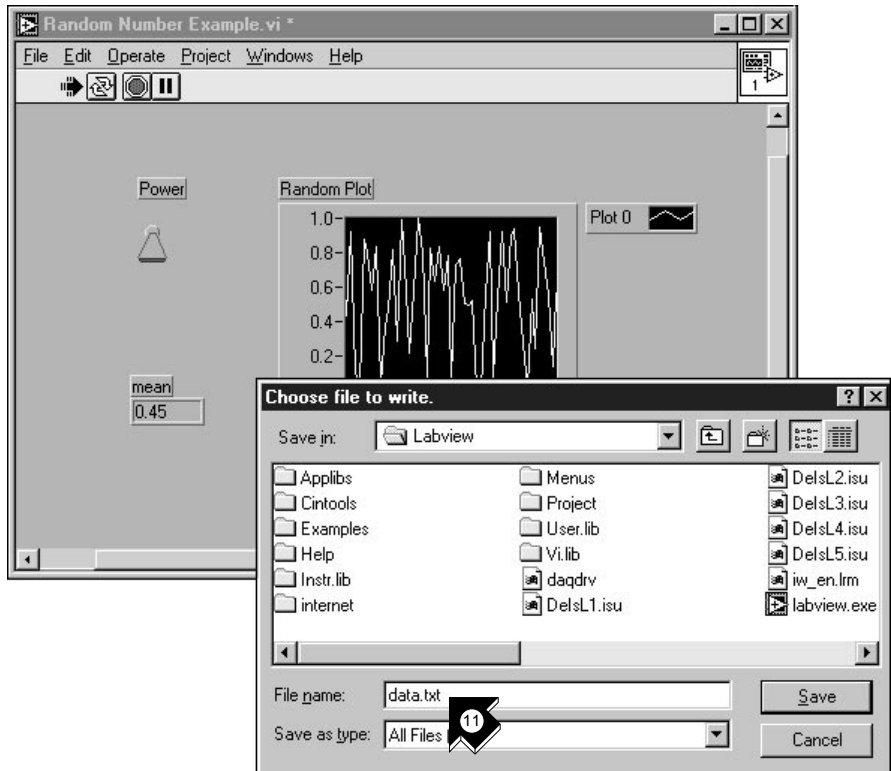 Random Number Example.vi *
File Edit Operate Project Windows Help
1
Power
Random Plot
Plot 0
1.0
0.8
0.6
0.4
0.2
mean
0.45
Choose file to write.
Save in: Labview
Applibs Menus DelsL2.isu
Cintools Project DelsL3.isu
Examples User.lib DelsL4.isu
Help Vi.lib DelsL5.isu
Instr.lib daqdrv iw_en.lrm
internet DelsL1.isu labview.exe
File name: data.txt Save
11
Save as type: All Files Cancel